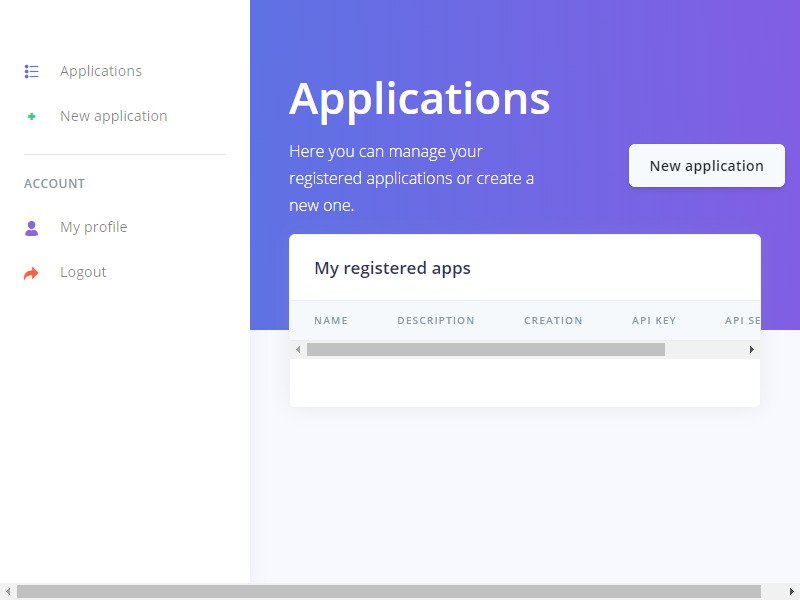 Applications
New application
ACCOUNT
My profile
Logout
Applications
Here you can manage your
registered applications or create a
new one.
New application
My registered apps
NAME DESCRIPTION CREATION API KEY API SE